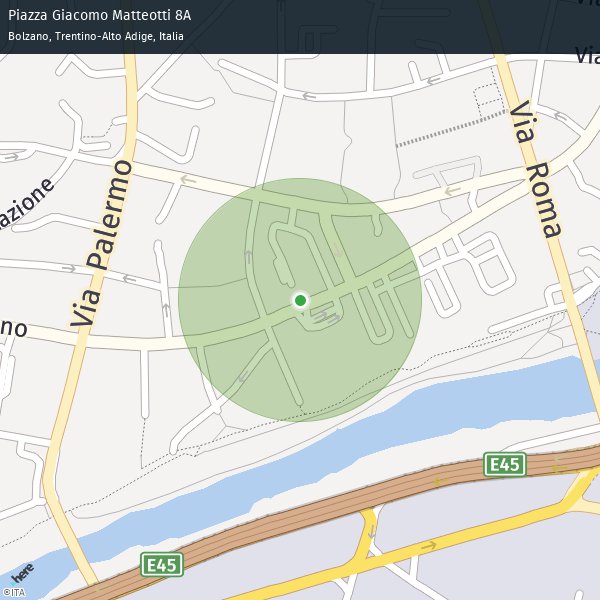 Piazza Giacomo Matteotti 8A
Bolzano, Trentino-Alto Adige, Italia
Via
Via Roma
Via Palermo
azione
no
E45
E45
here
©ITA